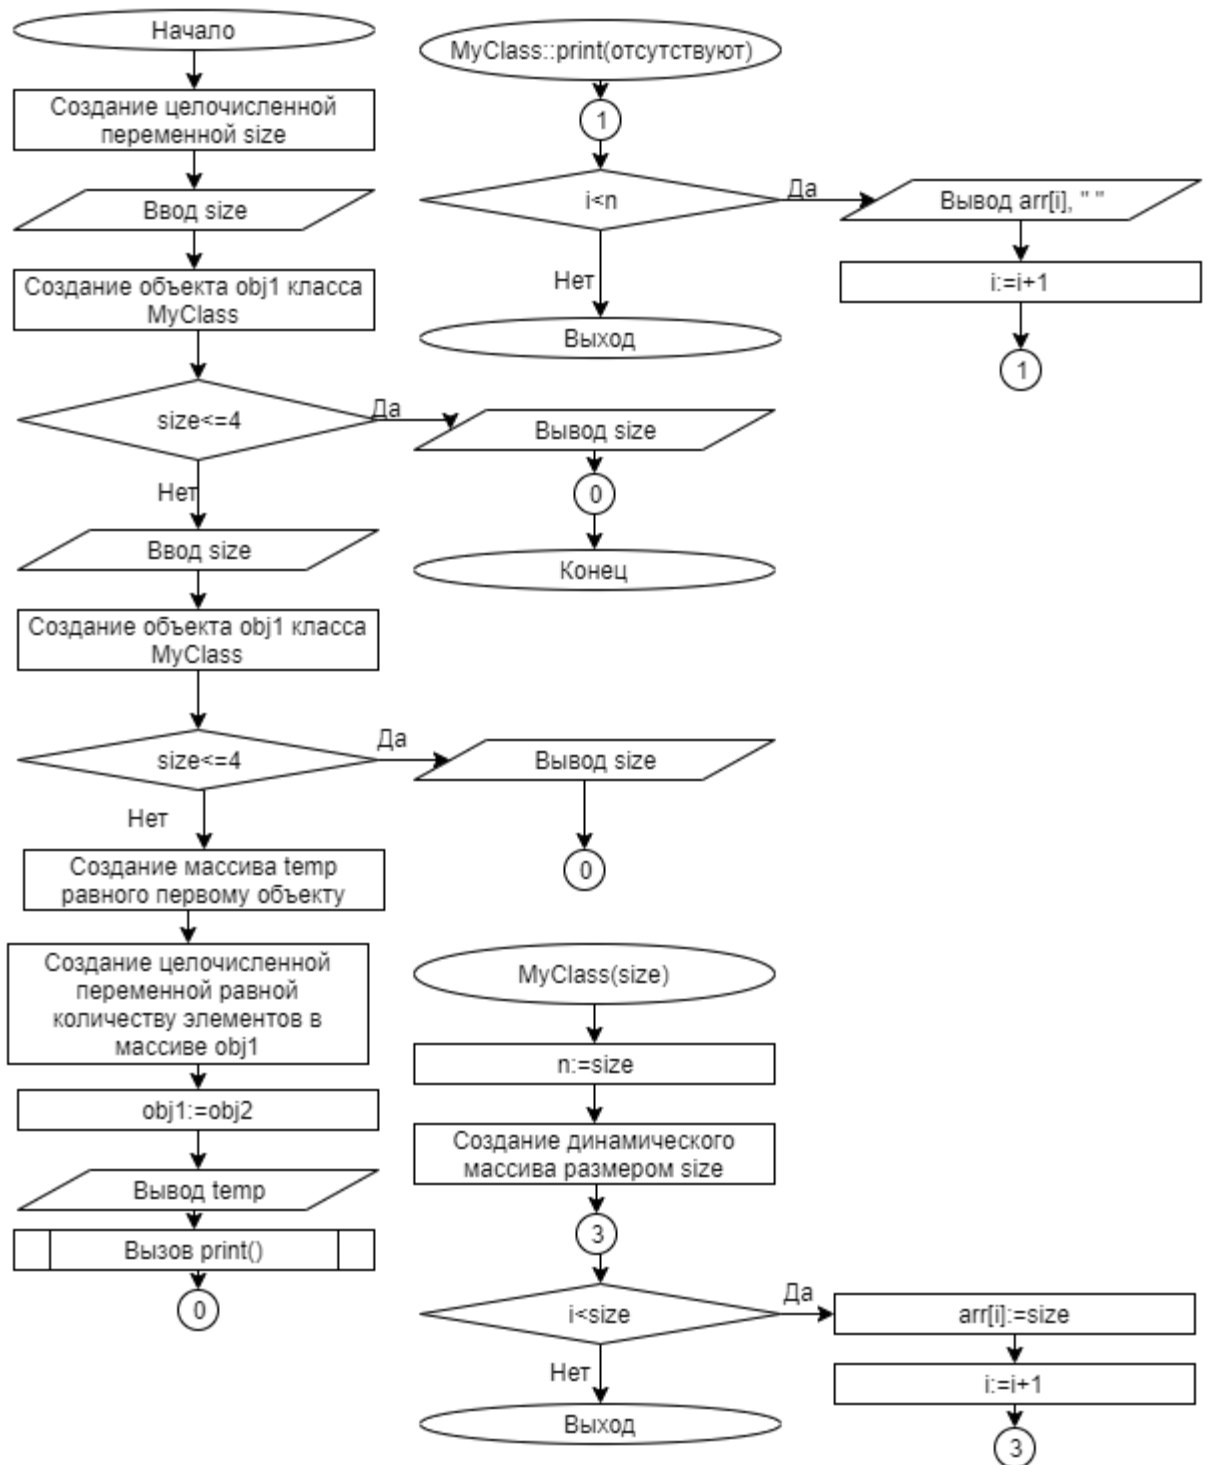 Начало
Создание целочисленной
переменной size
Ввод size
Создание объекта obj1 класса
MyClass
size<=4
Да
Вывод size
0
Конец
Нет
Ввод size
Создание объекта obj1 класса
MyClass
size<=4
Да
Вывод size
0
Нет
Создание массива temp
равного первому объекту
Создание целочисленной
переменной равной
количеству элементов в
массиве obj1
obj1:=obj2
Вывод temp
Вызов print()
0
MyClass::print(отсутствуют)
1
i<n
Да
Вывод arr[i], " "
i:=i+1
1
Нет
Выход
MyClass(size)
n:=size
Создание динамического
массива размером size
3
i<size
Да
arr[i]:=size
i:=i+1
3
Нет
Выход